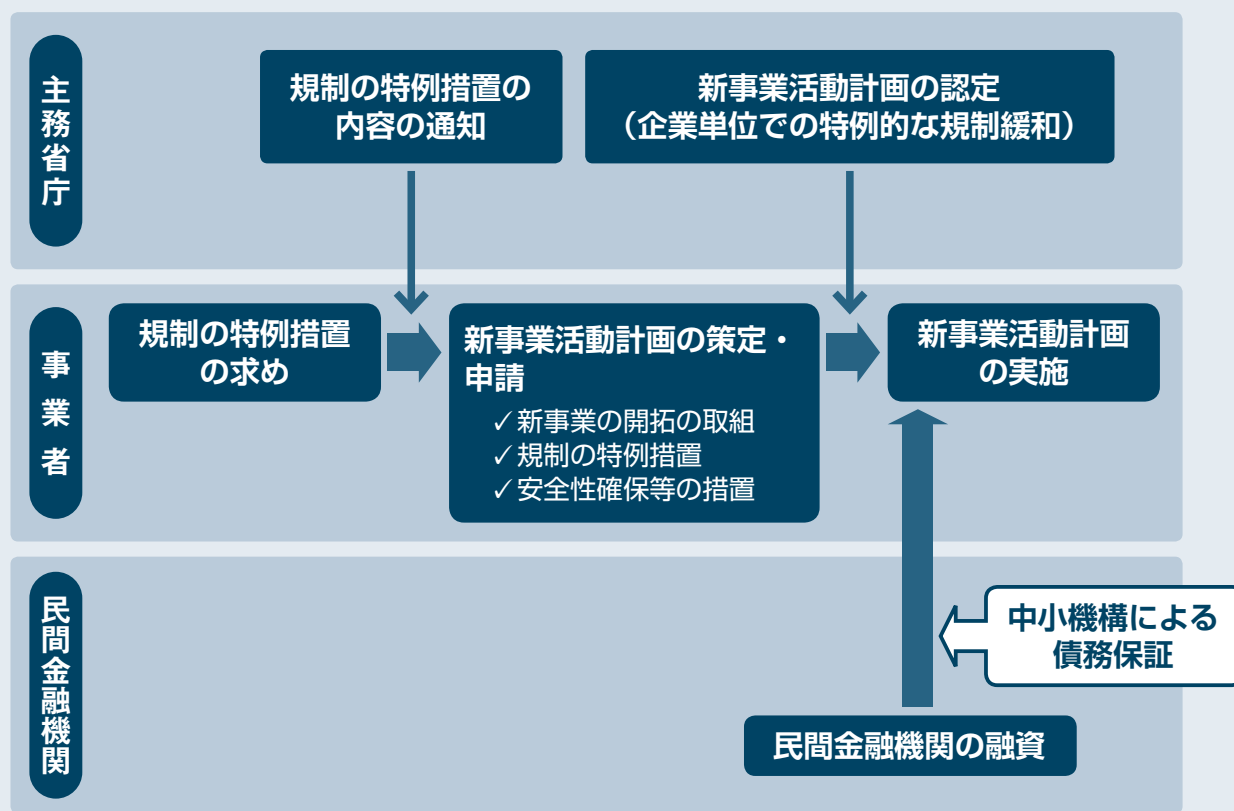 主務省庁
規制の特例措置の
内容の通知
新事業活動計画の認定
（企業単位での特例的な規制緩和）
事業者
規制の特例措置
の求め
新事業活動計画の策定・
申請
✓新事業の開拓の取組
✓規制の特例措置
✓安全性確保等の措置
新事業活動計画
の実施
民間金融機関
中小機構による
債務保証
民間金融機関の融資